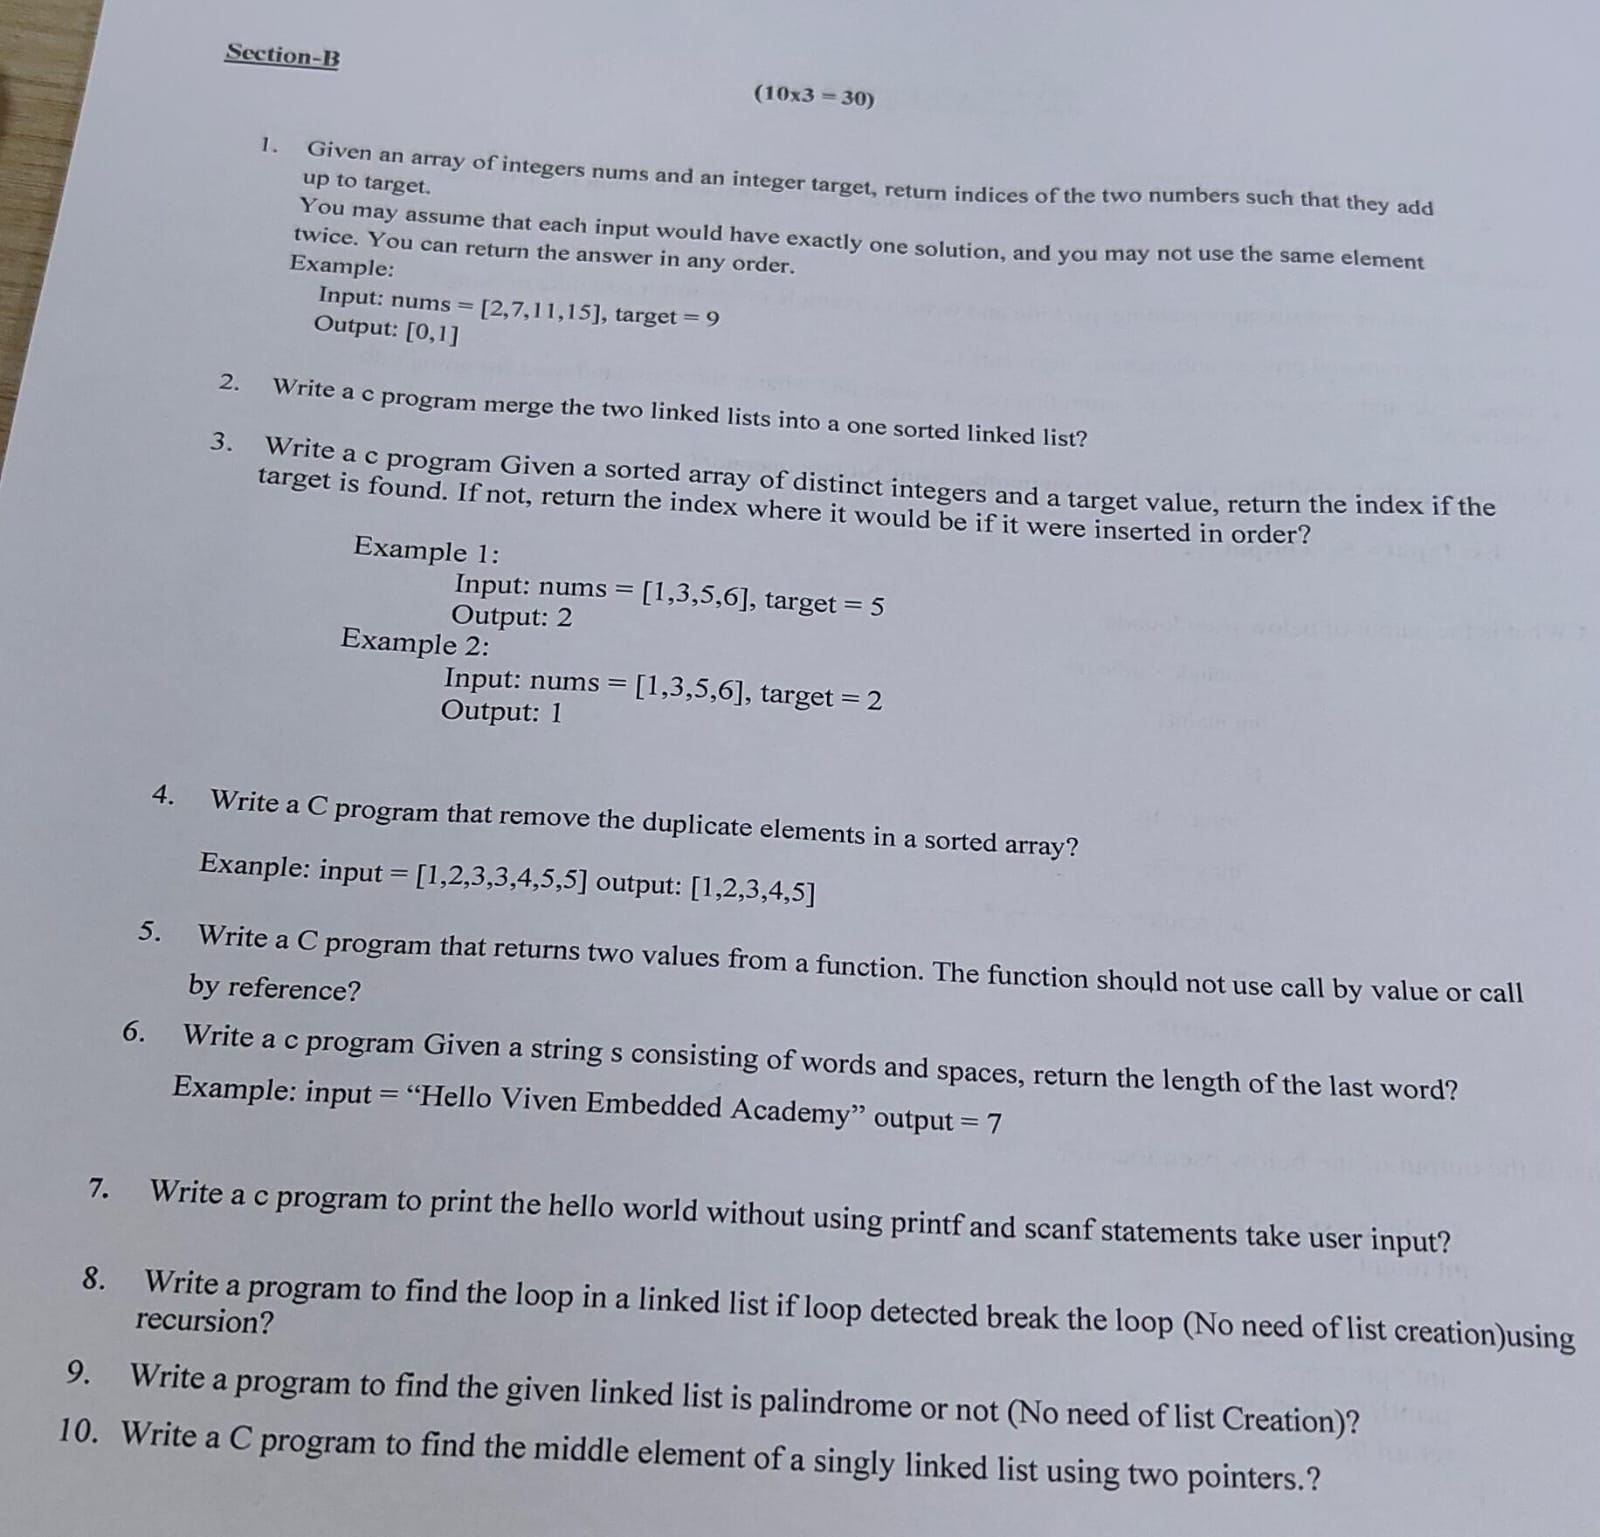 Section-B
(10x3 = 30)
1. Given an array of integers nums and an integer target, return indices of the two numbers such that they add
up to target.
You may assume that each input would have exactly one solution, and you may not use the same element
twice. You can return the answer in any order.
Example:
Input: nums = [2,7,11,15], target = 9
Output: [0,1]
2. Write a c program merge the two linked lists into a one sorted linked list?
3. Write a c program Given a sorted array of distinct integers and a target value, return the index if the
target is found. If not, return the index where it would be if it were inserted in order?
Example 1:
Input: nums = [1,3,5,6], target = 5
Output: 2
Example 2:
Input: nums = [1,3,5,6], target = 2
Output: 1
4. Write a C program that remove the duplicate elements in a sorted array?
Exanple: input = [1,2,3,3,4,5,5] output: [1,2,3,4,5]
5. Write a C program that returns two values from a function. The function should not use call by value or call
by reference?
6. Write a c program Given a string s consisting of words and spaces, return the length of the last word?
Example: input = “Hello Viven Embedded Academy” output = 7
7. Write a c program to print the hello world without using printf and scanf statements take user input?
8. Write a program to find the loop in a linked list if loop detected break the loop (No need of list creation)using
recursion?
9. Write a program to find the given linked list is palindrome or not (No need of list Creation)?
10. Write a C program to find the middle element of a singly linked list using two pointers.?